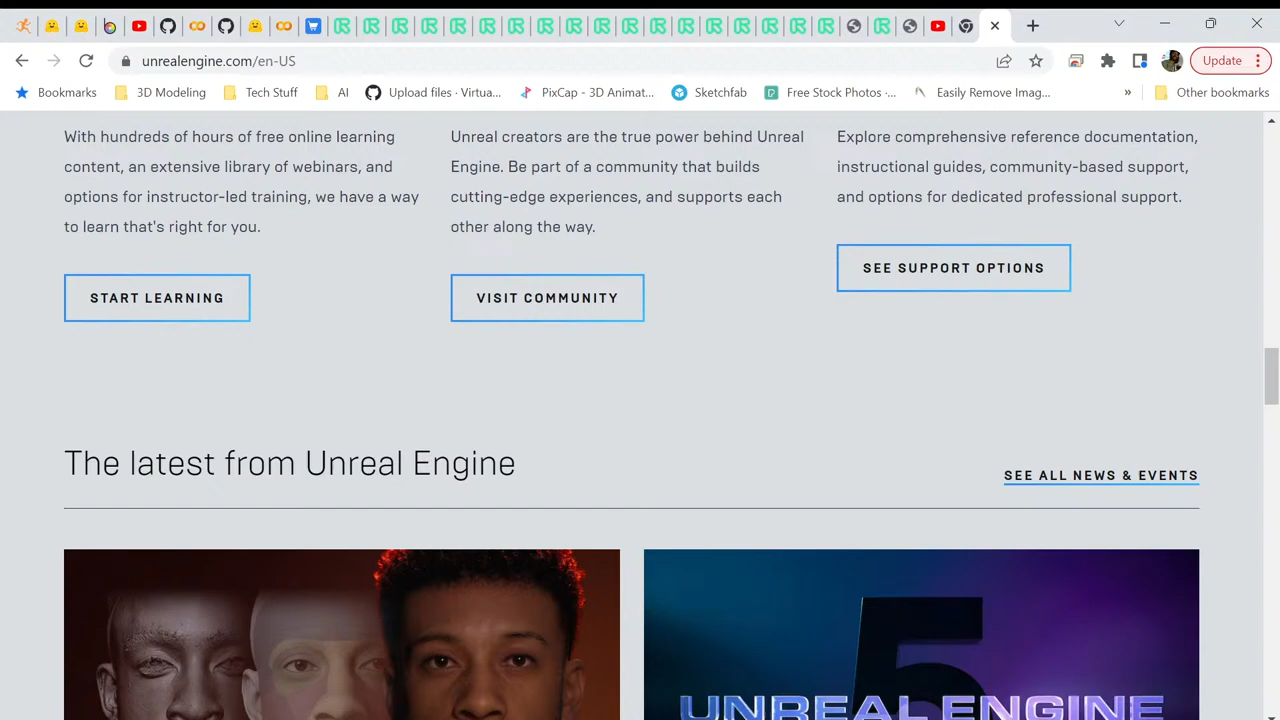 unrealengine.com/en-US
Update
Bookmarks
3D Modeling
Tech Stuff
AI
Upload files · Virtua...
PixCap - 3D Animat...
Sketchfab
Free Stock Photos ·...
Easily Remove Imag...
»
Other bookmarks
With hundreds of hours of free online learning
content, an extensive library of webinars, and
options for instructor-led training, we have a way
to learn that's right for you.
START LEARNING
Unreal creators are the true power behind Unreal
Engine. Be part of a community that builds
cutting-edge experiences, and supports each
other along the way.
VISIT COMMUNITY
Explore comprehensive reference documentation,
instructional guides, community-based support,
and options for dedicated professional support.
SEE SUPPORT OPTIONS
The latest from Unreal Engine
SEE ALL NEWS & EVENTS
5
UNREAL ENGINE